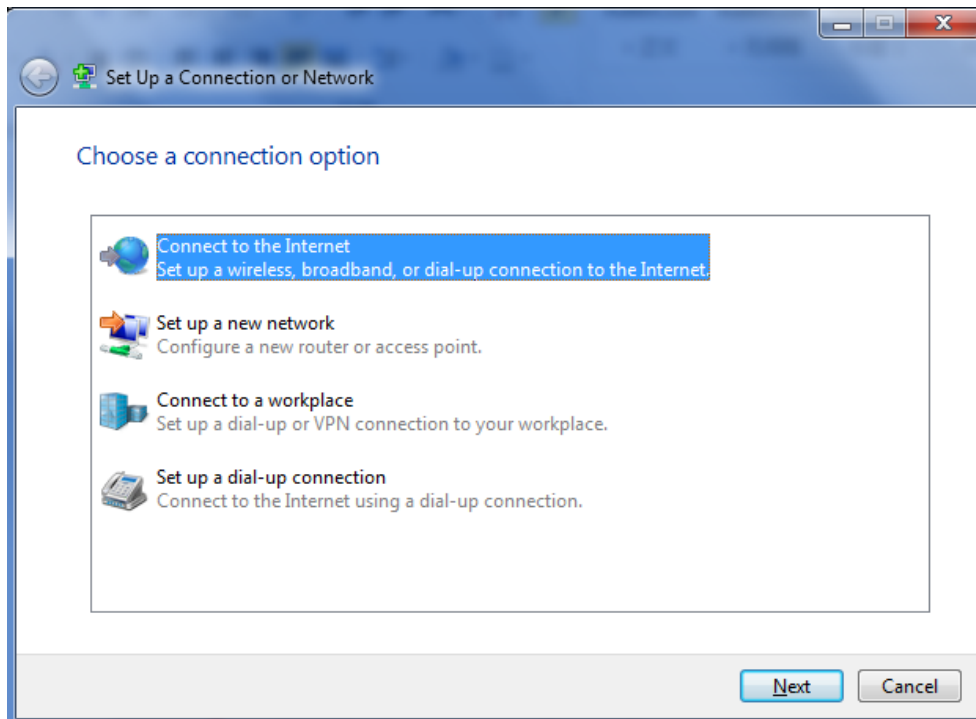 Set Up a Connection or Network
Choose a connection option
Connect to the Internet
Set up a wireless, broadband, or dial-up connection to the Internet.
Set up a new network
Configure a new router or access point.
Connect to a workplace
Set up a dial-up or VPN connection to your workplace.
Set up a dial-up connection
Connect to the Internet using a dial-up connection.
Next Cancel